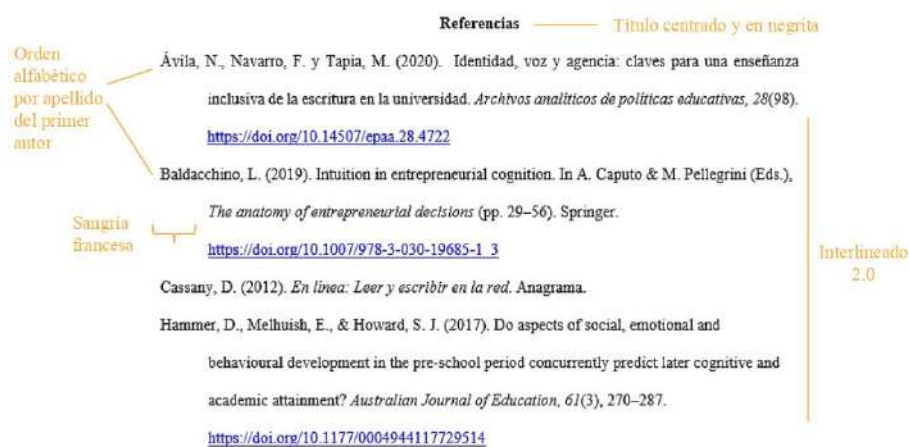 Referencias
Título centrado y en negrita
Orden
alfabético
por apellido
del primer
autor
Ávila, N., Navarro, F. y Tapia, M. (2020). Identidad, voz y agencia: claves para una enseñanza
inclusiva de la escritura en la universidad. Archivos analíticos de políticas educativas, 28(98).
https://doi.org/10.14507/epaa.28.4722
Baldacchino, L. (2019). Intuition in entrepreneurial cognition. In A. Caputo & M. Pellegrini (Eds.),
The anatomy of entrepreneurial decisions (pp. 29–56). Springer.
https://doi.org/10.1007/978-3-030-19685-1_3
Sangría
francesa
Interlineado
2.0
Cassany, D. (2012). En línea: Leer y escribir en la red. Anagrama.
Hammer, D., Melhuish, E., & Howard, S. J. (2017). Do aspects of social, emotional and
behavioural development in the pre-school period concurrently predict later cognitive and
academic attainment? Australian Journal of Education, 61(3), 270–287.
https://doi.org/10.1177/0004944117729514